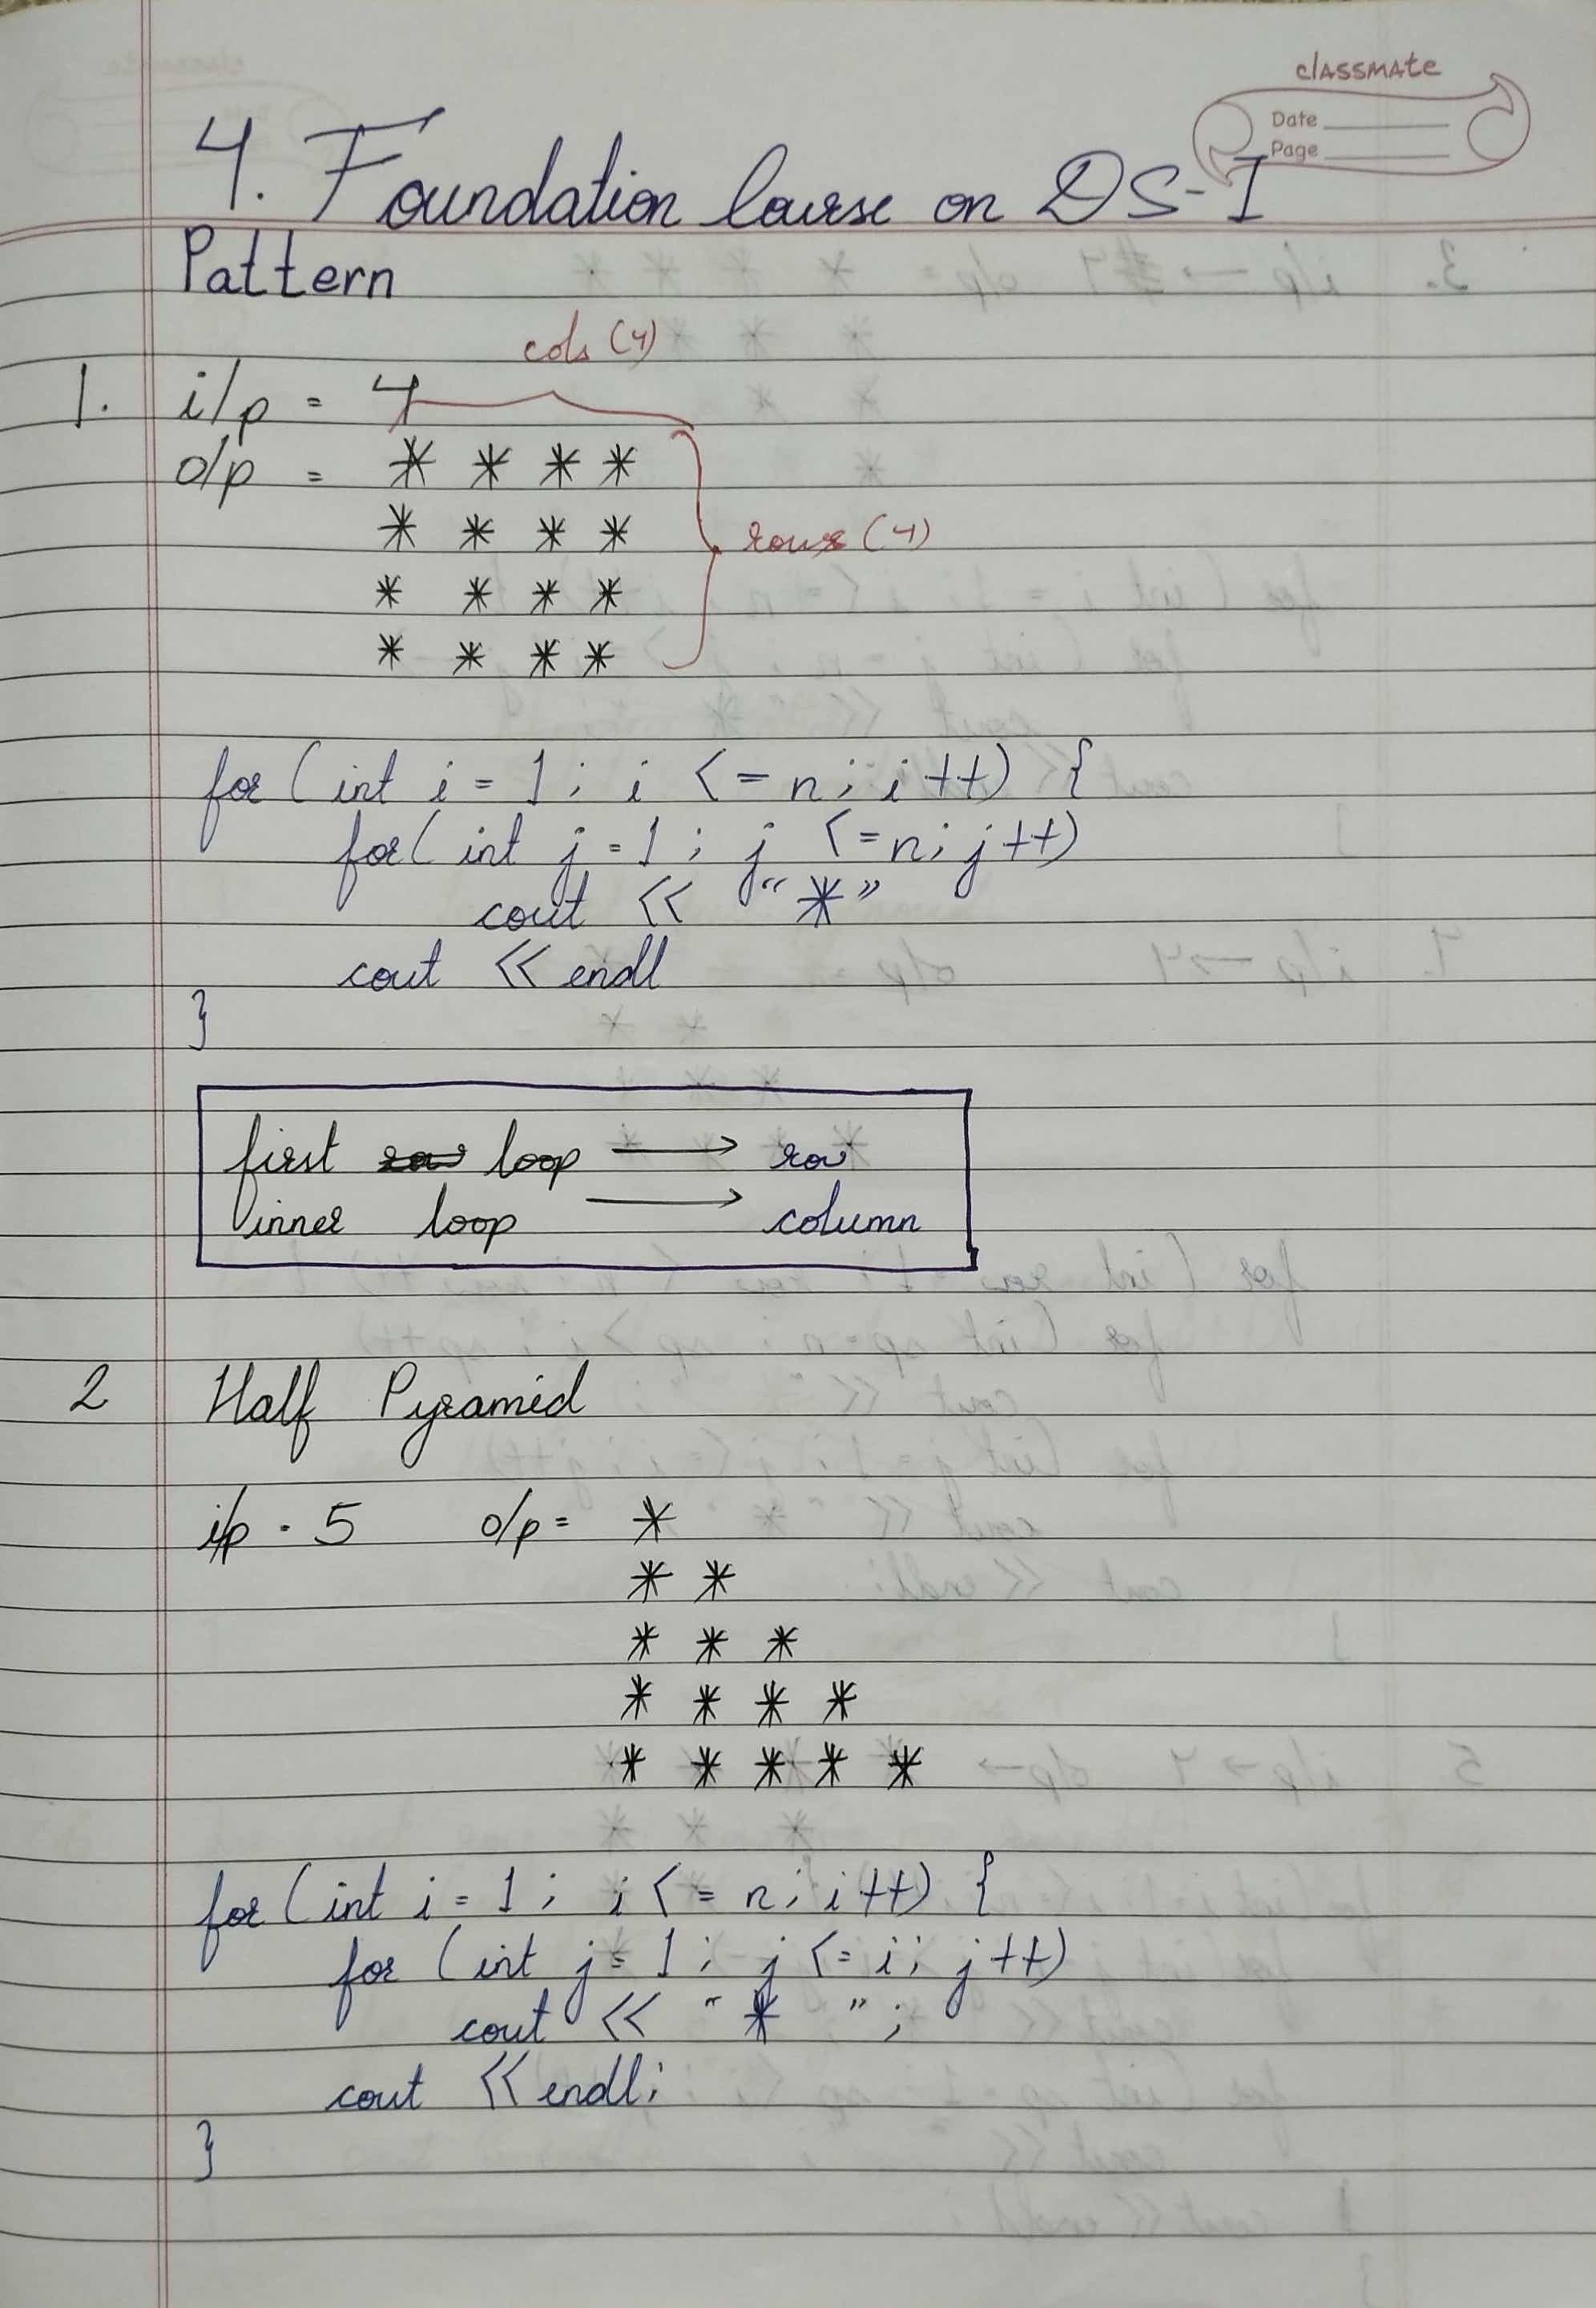 classmate
Date
Page
4. Foundation Course on DS-I
Pattern
cols (4)
1. i/p = 4
o/p = * * * *
* * * *
rows (4)
* * * *
* * * *
for (int i = 1; i <= n; i++) {
for (int j = 1; j <= n; j++)
cout << "*"
cout << endl
}
first loop → row
inner loop → column
2 Half Pyramid
i/p = 5 o/p = *
* *
* * *
* * * *
* * * * *
for (int i = 1; i <= n; i++) {
for (int j = 1; j <= i; j++)
cout << " * ";
cout << endl;
}